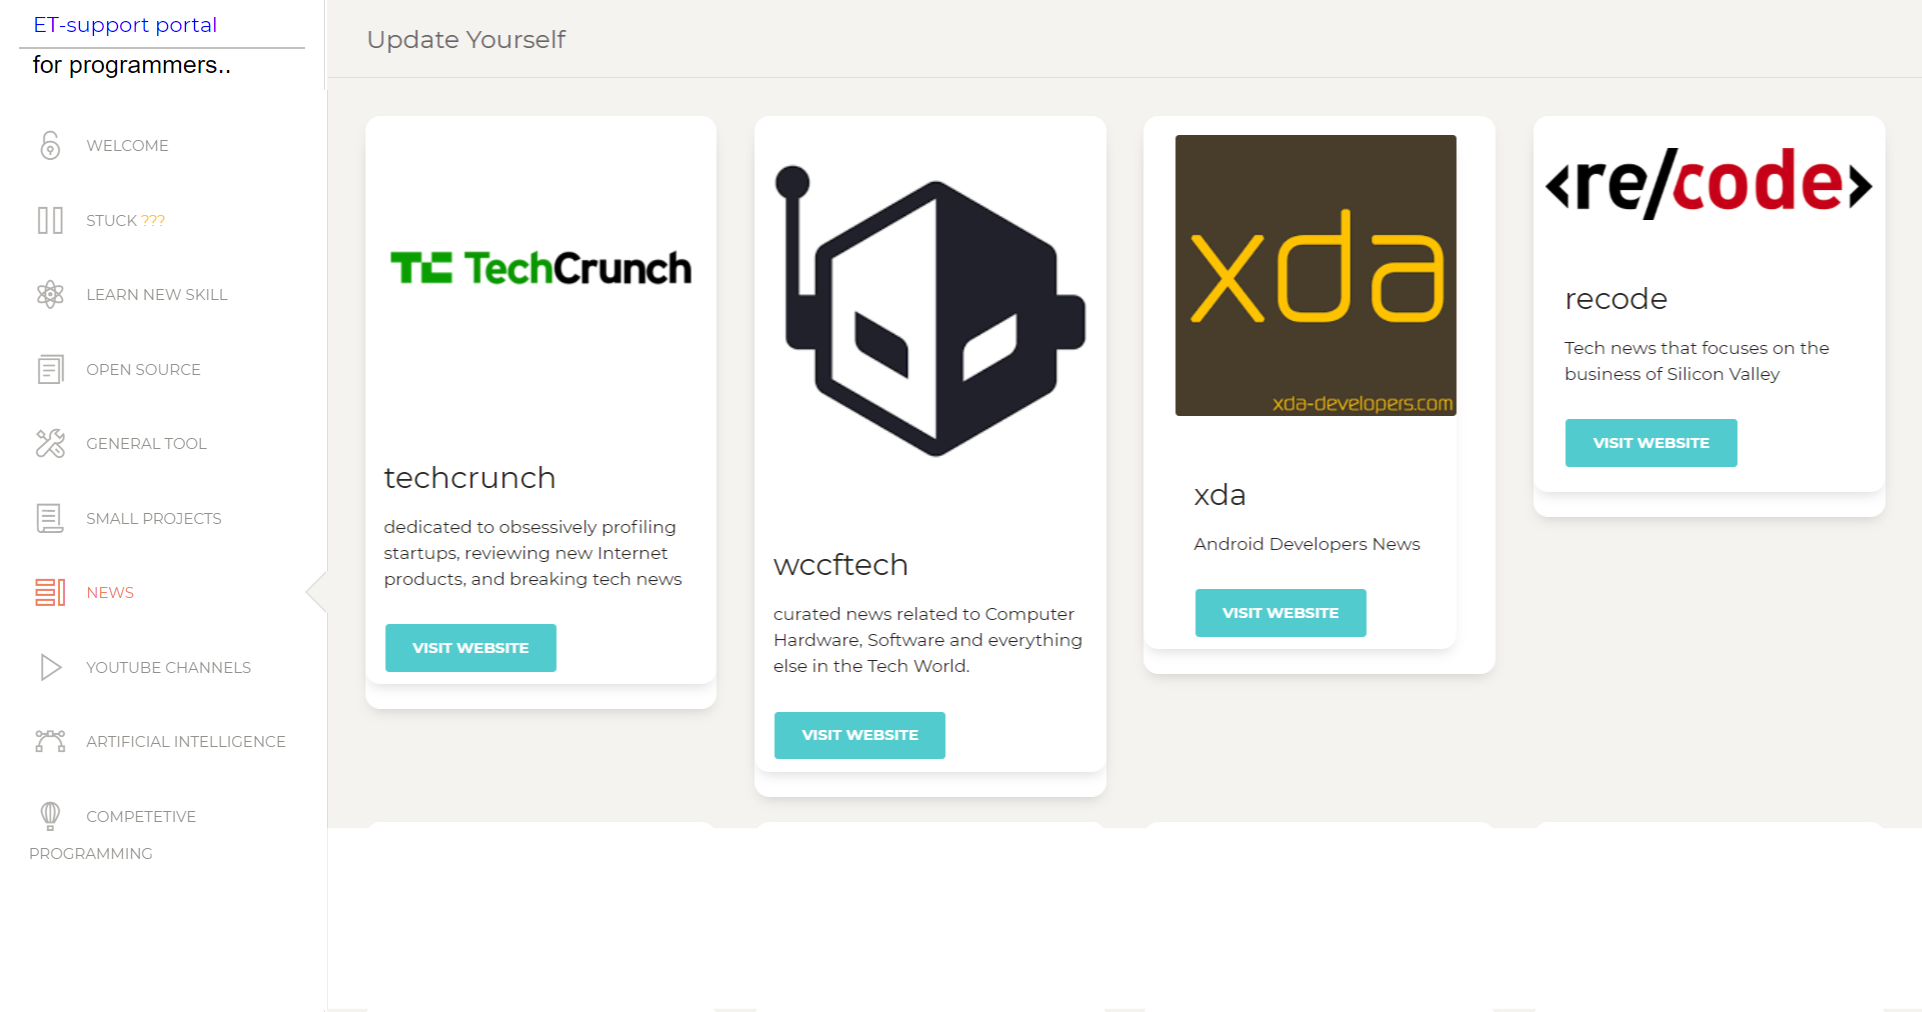 ET-support portal
for programmers..
WELCOME
STUCK ???
LEARN NEW SKILL
OPEN SOURCE
GENERAL TOOL
SMALL PROJECTS
NEWS
YOUTUBE CHANNELS
ARTIFICIAL INTELLIGENCE
COMPETETIVE
PROGRAMMING
Update Yourself
TC TechCrunch
techcrunch
dedicated to obsessively profiling
startups, reviewing new Internet
products, and breaking tech news
VISIT WEBSITE
wccftech
curated news related to Computer
Hardware, Software and everything
else in the Tech World.
VISIT WEBSITE
xda
xda-developers.com
xda
Android Developers News
VISIT WEBSITE
<re/code>
recode
Tech news that focuses on the
business of Silicon Valley
VISIT WEBSITE